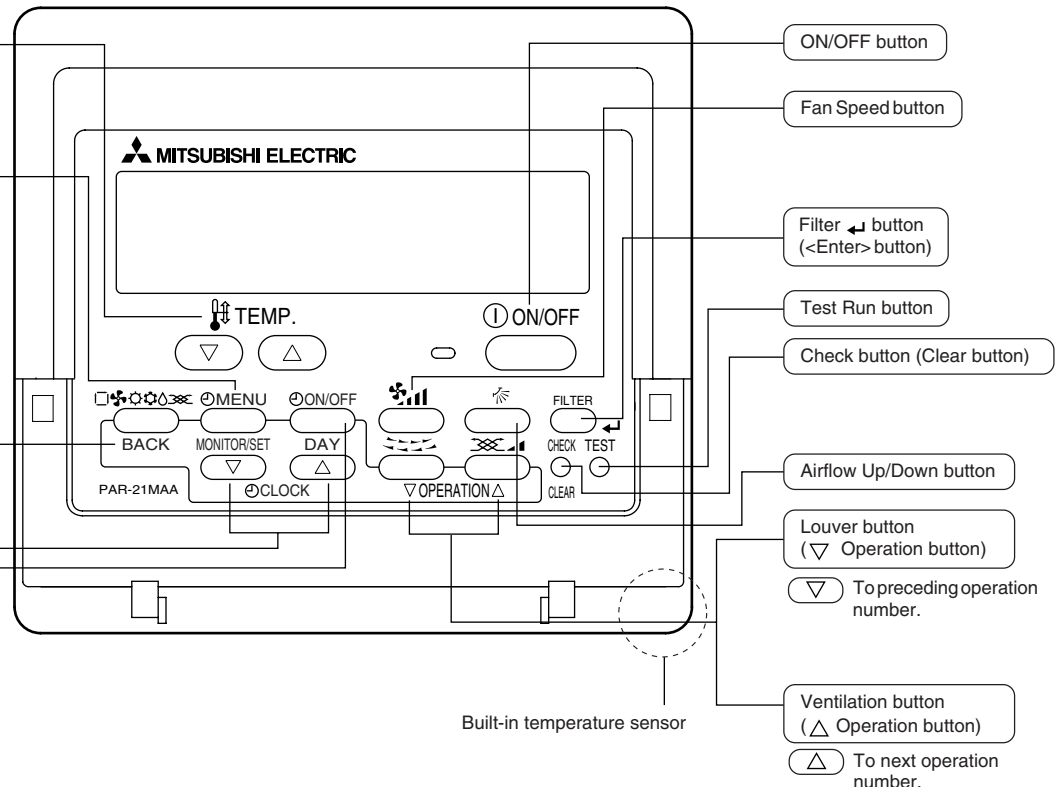 ON/OFF button
Fan Speed button
MITSUBISHI ELECTRIC
Filter ↵ button
(<Enter> button)
TEMP.
ON/OFF
Test Run button
Check button (Clear button)
MENU
ON/OFF
FILTER
BACK
MONITOR/SET
DAY
CHECK
TEST
PAR-21MAA
CLOCK
▽ OPERATION △
CLEAR
Airflow Up/Down button
Louver button
(▽ Operation button)
▽ To preceding operation
number.
Built-in temperature sensor
Ventilation button
(△ Operation button)
△ To next operation
number.